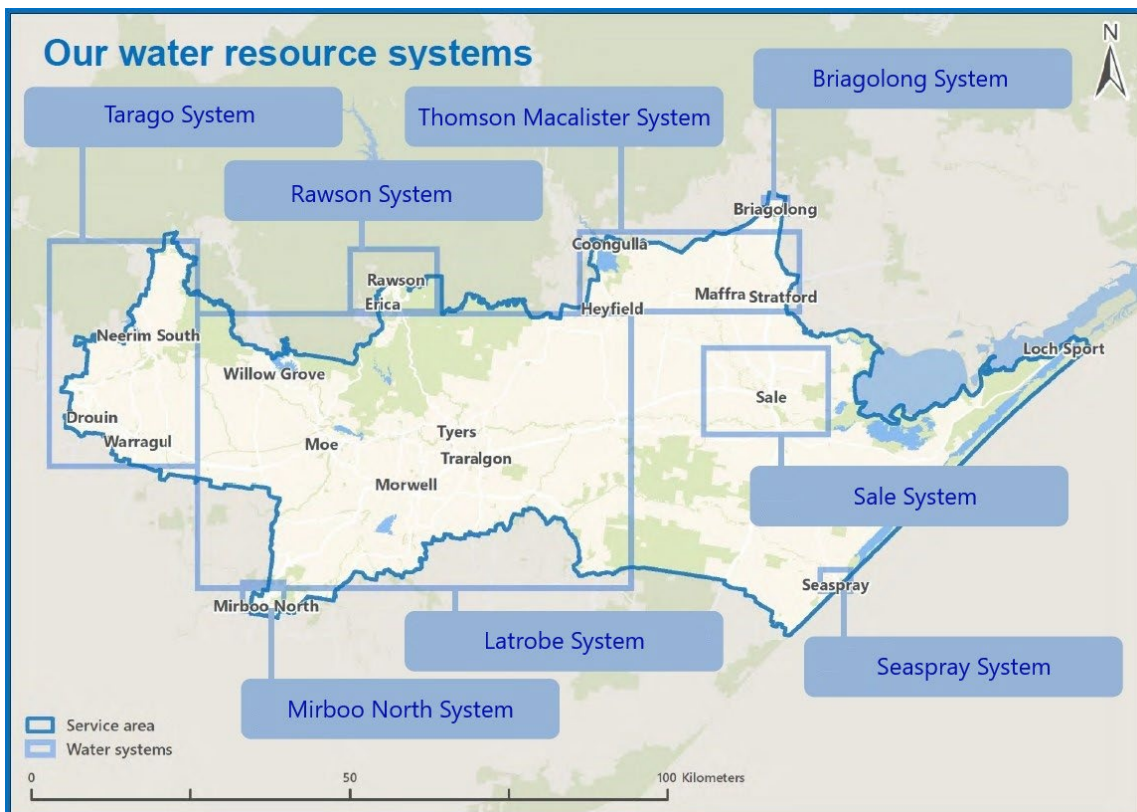 Our water resource systems
N
Briagolong System
Tarago System
Thomson Macalister System
Rawson System
Briagolong
Coongulla
Rawson
Erica
Heyfield
Maffra
Stratford
Neerim South
Loch Sport
Willow Grove
Sale
Drouin
Warragul
Moe
Tyers
Traralgon
Morwell
Sale System
Seaspray
Mirboo North
Latrobe System
Seaspray System
Mirboo North System
Service area
Water systems
0 50 100 Kilometers